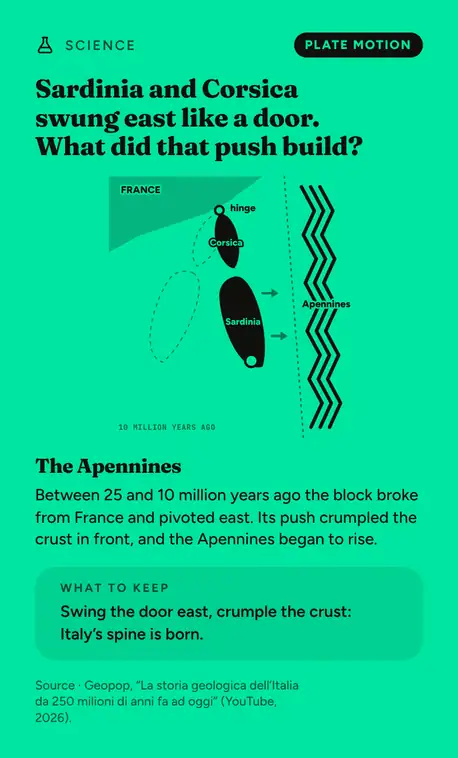 SCIENCE
PLATE MOTION
Sardinia and Corsica
swung east like a door.
What did that push build?
FRANCE
hinge
Corsica
Sardinia
Apennines
10 MILLION YEARS AGO
The Apennines
Between 25 and 10 million years ago the block broke
from France and pivoted east. Its push crumpled the
crust in front, and the Apennines began to rise.
WHAT TO KEEP
Swing the door east, crumple the crust:
Italy’s spine is born.
Source · Geopop, “La storia geologica dell’Italia
da 250 milioni di anni fa ad oggi” (YouTube,
2026).